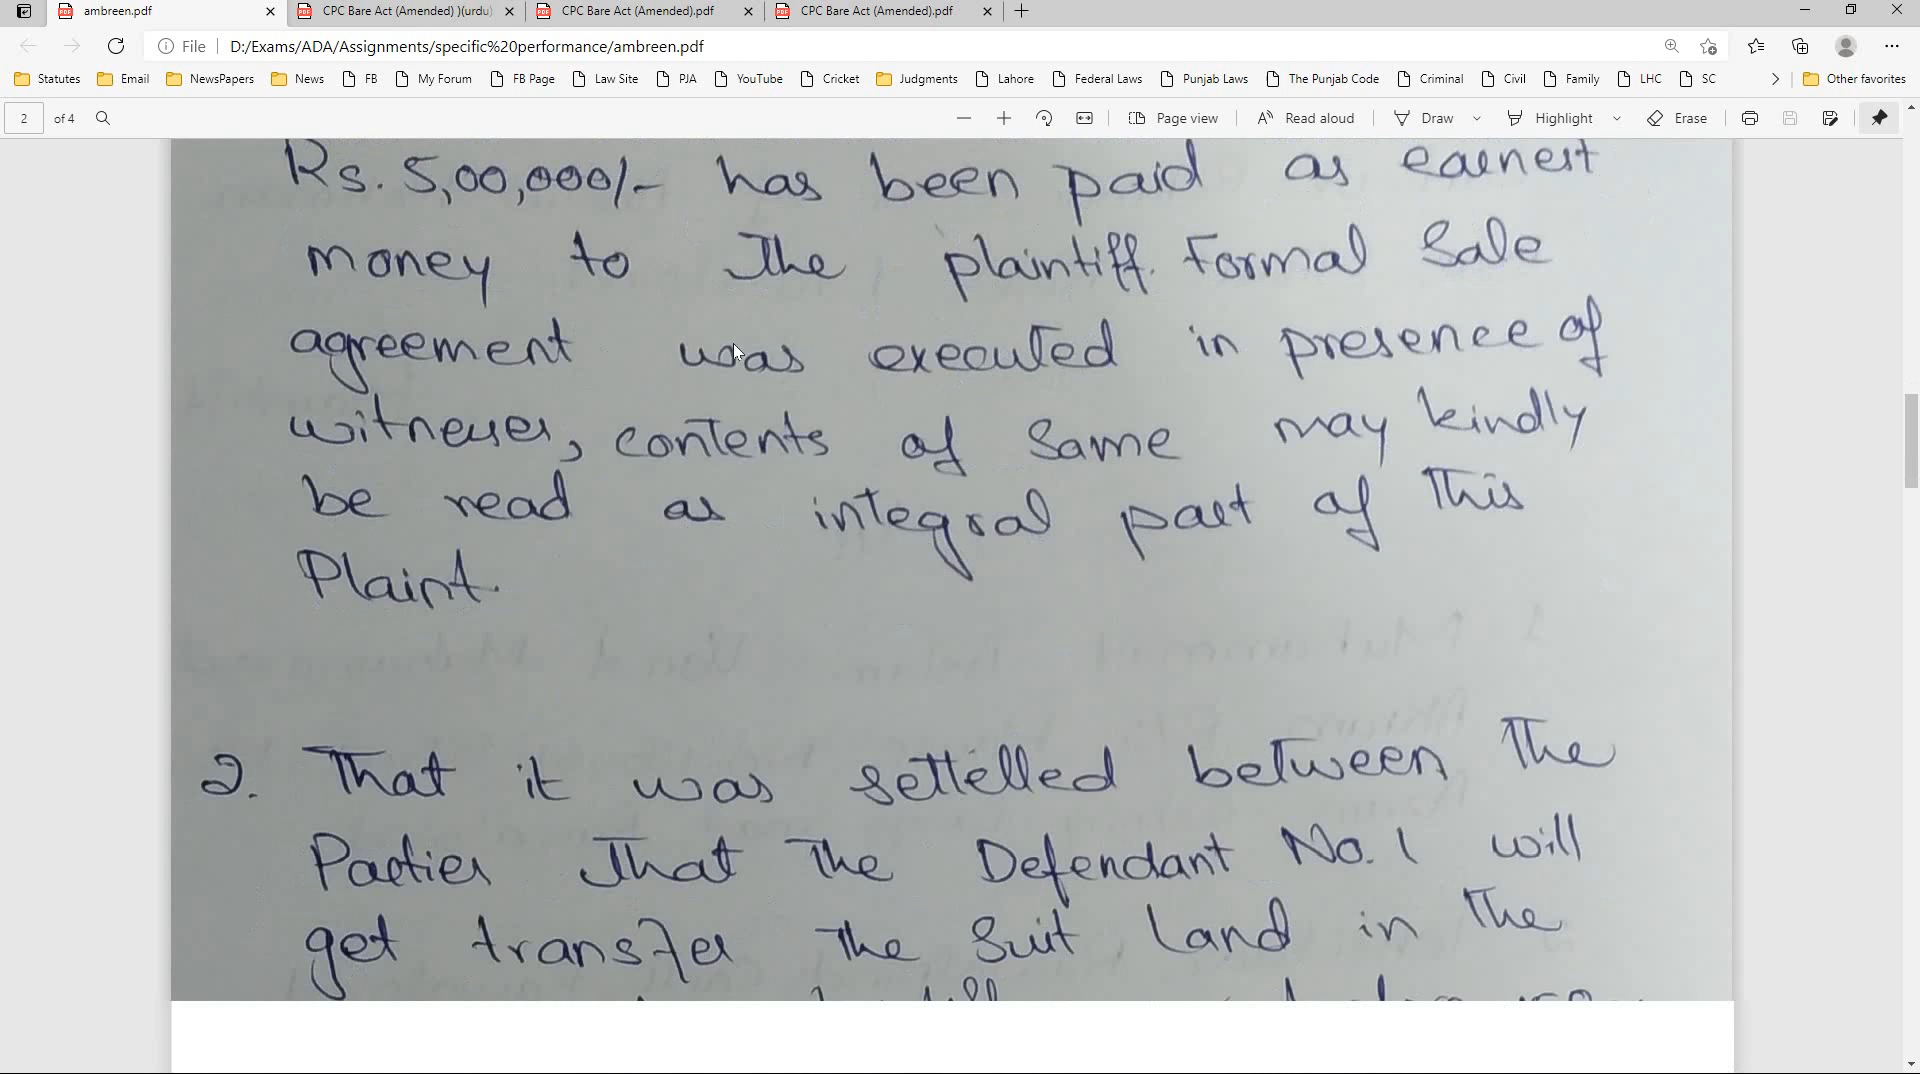 ambreen.pdf
CPC Bare Act (Amended) )(urdu)
CPC Bare Act (Amended).pdf
CPC Bare Act (Amended).pdf
File D:/Exams/ADA/Assignments/specific%20performance/ambreen.pdf
Statutes Email NewsPapers News FB My Forum FB Page Law Site PJA YouTube Cricket Judgments Lahore Federal Laws Punjab Laws The Punjab Code Criminal Civil Family LHC SC Other favorites
2 of 4 Page view Read aloud Draw Highlight Erase
Rs. 5,00,000/- has been paid as earnest
money to The plaintiff. Formal Sale
agreement was executed in presence of
witnesses, contents of Same may kindly
be read as integral part of This
Plaint.
2. That it was settelled between The
Parties That The Defendant No. 1 will
get transfer The Suit Land in The